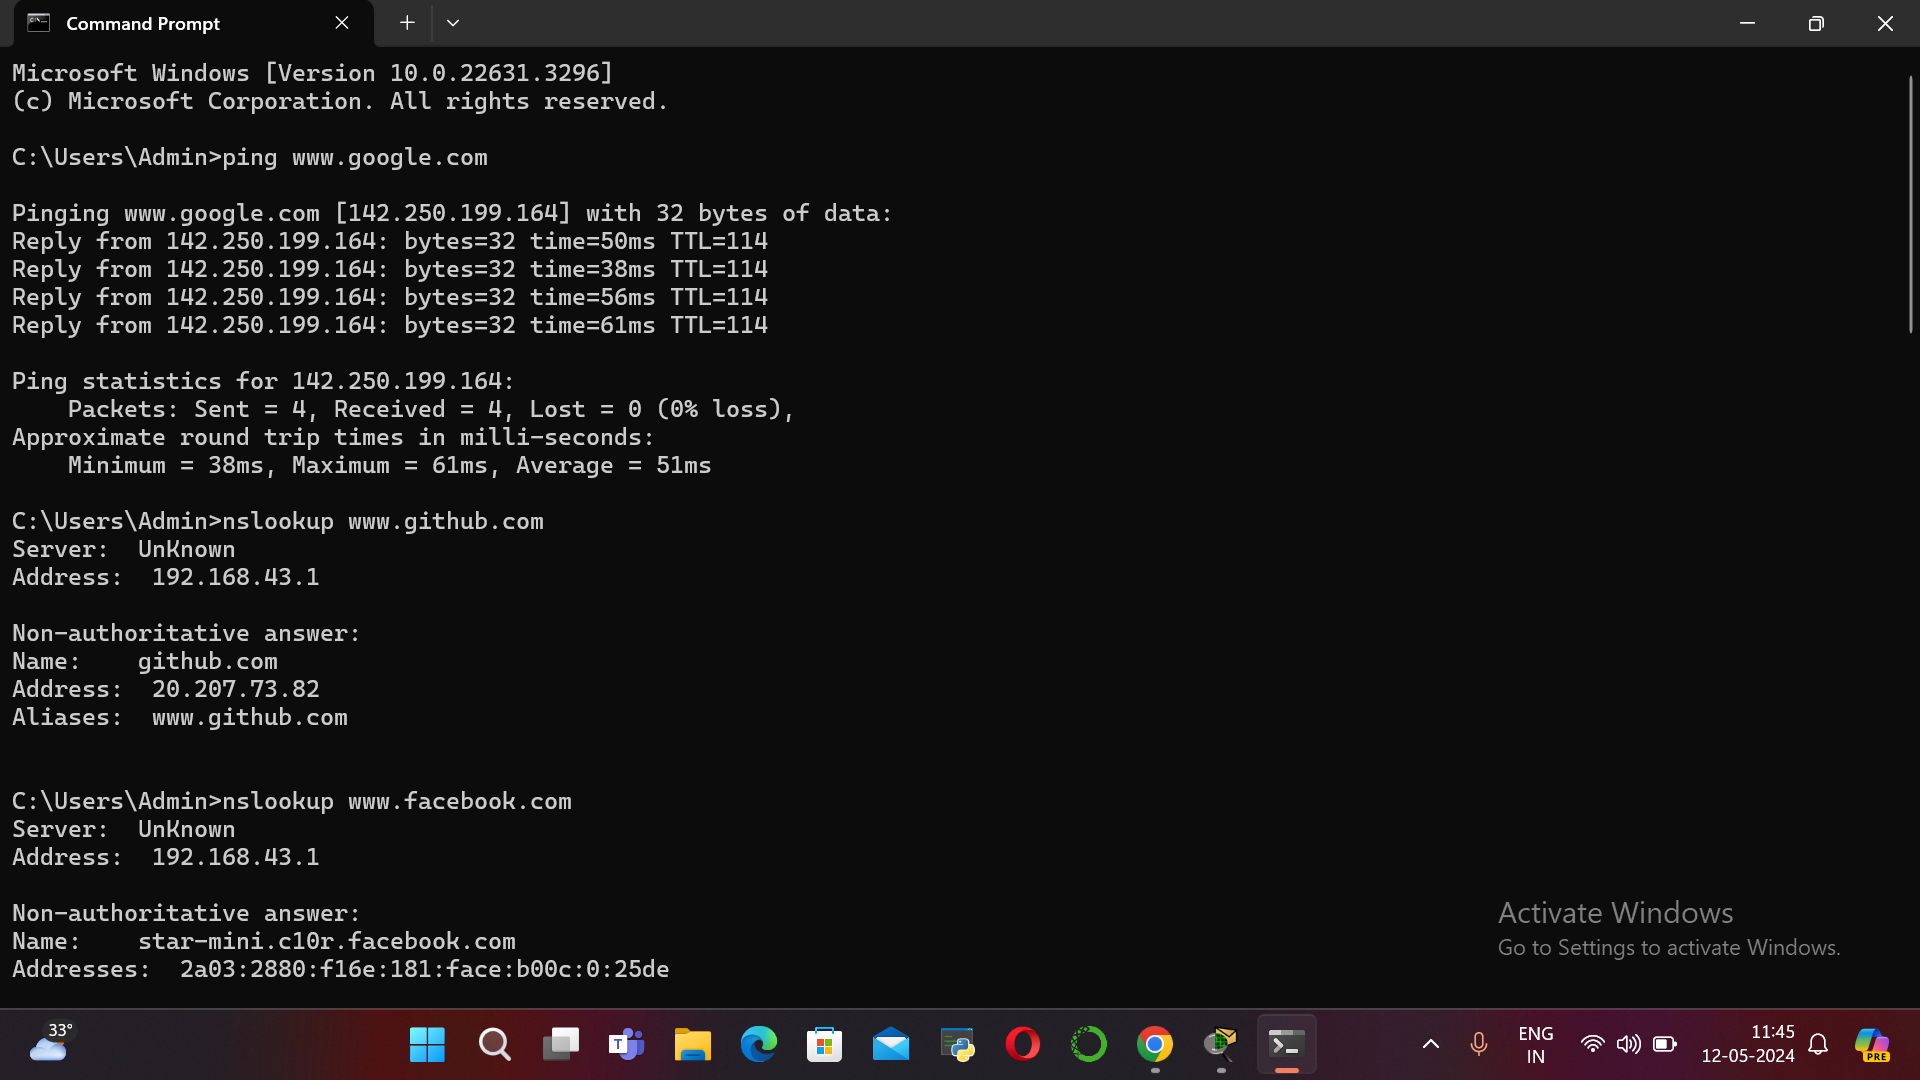 Command Prompt
Microsoft Windows [Version 10.0.22631.3296]
(c) Microsoft Corporation. All rights reserved.
C:\Users\Admin>ping www.google.com
Pinging www.google.com [142.250.199.164] with 32 bytes of data:
Reply from 142.250.199.164: bytes=32 time=50ms TTL=114
Reply from 142.250.199.164: bytes=32 time=38ms TTL=114
Reply from 142.250.199.164: bytes=32 time=56ms TTL=114
Reply from 142.250.199.164: bytes=32 time=61ms TTL=114
Ping statistics for 142.250.199.164:
    Packets: Sent = 4, Received = 4, Lost = 0 (0% loss),
Approximate round trip times in milli-seconds:
    Minimum = 38ms, Maximum = 61ms, Average = 51ms
C:\Users\Admin>nslookup www.github.com
Server:  UnKnown
Address:  192.168.43.1
Non-authoritative answer:
Name:    github.com
Address:  20.207.73.82
Aliases:  www.github.com
C:\Users\Admin>nslookup www.facebook.com
Server:  UnKnown
Address:  192.168.43.1
Non-authoritative answer:
Name:    star-mini.c10r.facebook.com
Addresses:  2a03:2880:f16e:181:face:b00c:0:25de
Activate Windows
Go to Settings to activate Windows.
33°
T
ENG
IN
11:45
12-05-2024
PRE